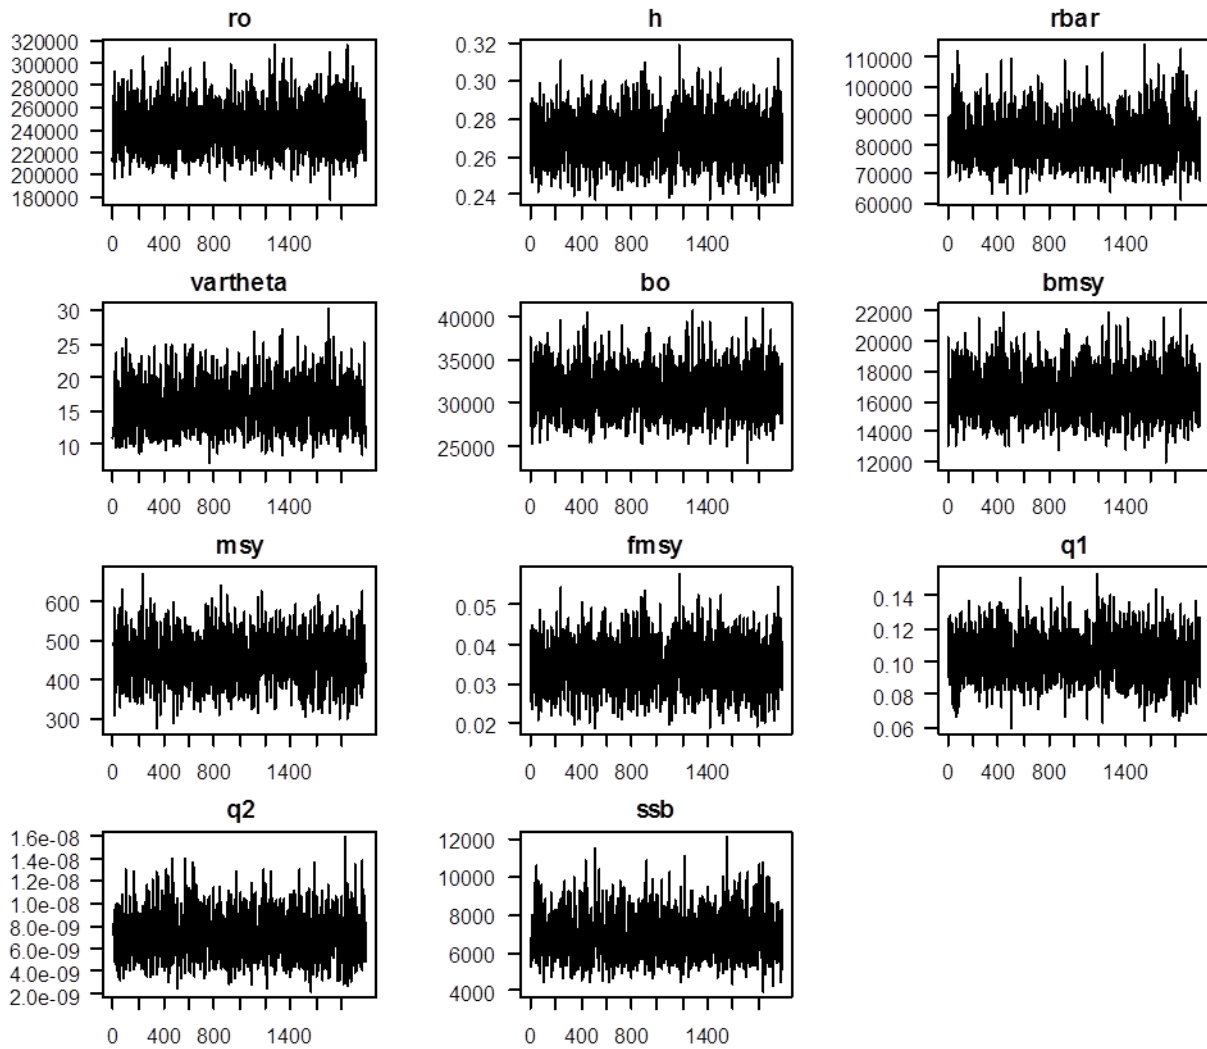 ro
320000
300000
280000
260000
240000
220000
200000
180000
0 400 800 1400
h
0.32
0.30
0.28
0.26
0.24
0 400 800 1400
rbar
110000
100000
90000
80000
70000
60000
0 400 800 1400
vartheta
30
25
20
15
10
0 400 800 1400
bo
40000
35000
30000
25000
0 400 800 1400
bmsy
22000
20000
18000
16000
14000
12000
0 400 800 1400
msy
600
500
400
300
0 400 800 1400
fmsy
0.05
0.04
0.03
0.02
0 400 800 1400
q1
0.14
0.12
0.10
0.08
0.06
0 400 800 1400
q2
1.6e-08
1.4e-08
1.2e-08
1.0e-08
8.0e-09
6.0e-09
4.0e-09
2.0e-09
0 400 800 1400
ssb
12000
10000
8000
6000
4000
0 400 800 1400